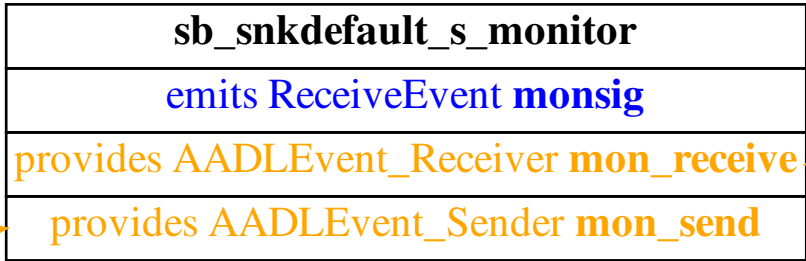 sb_snkdefault_s_monitor
emits ReceiveEvent monsig
provides AADLEvent_Receiver mon_receive
provides AADLEvent_Sender mon_send